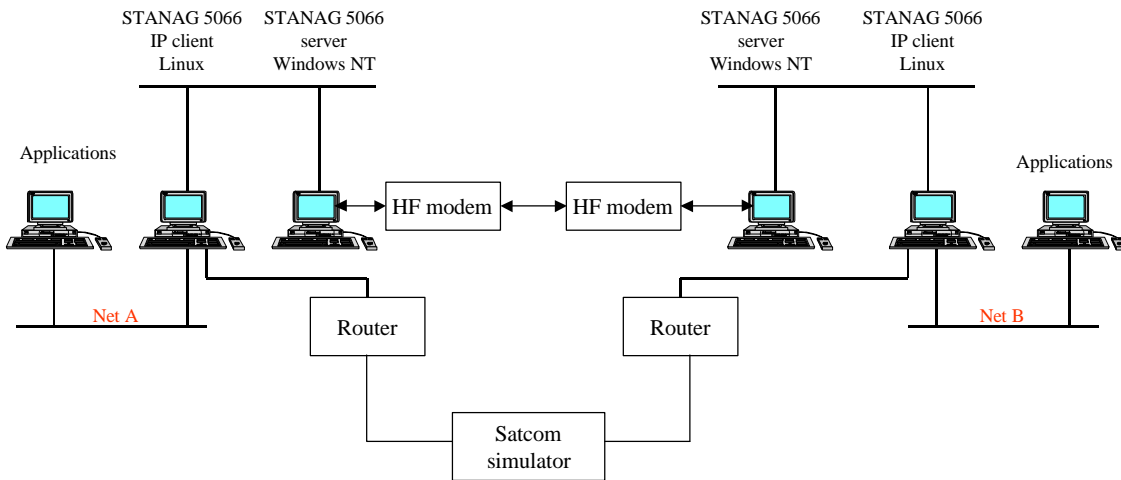 STANAG 5066
IP client
Linux
STANAG 5066
server
Windows NT
STANAG 5066
server
Windows NT
STANAG 5066
IP client
Linux
Applications
Applications
HF modem
HF modem
Net A
Router
Router
Net B
Satcom
simulator